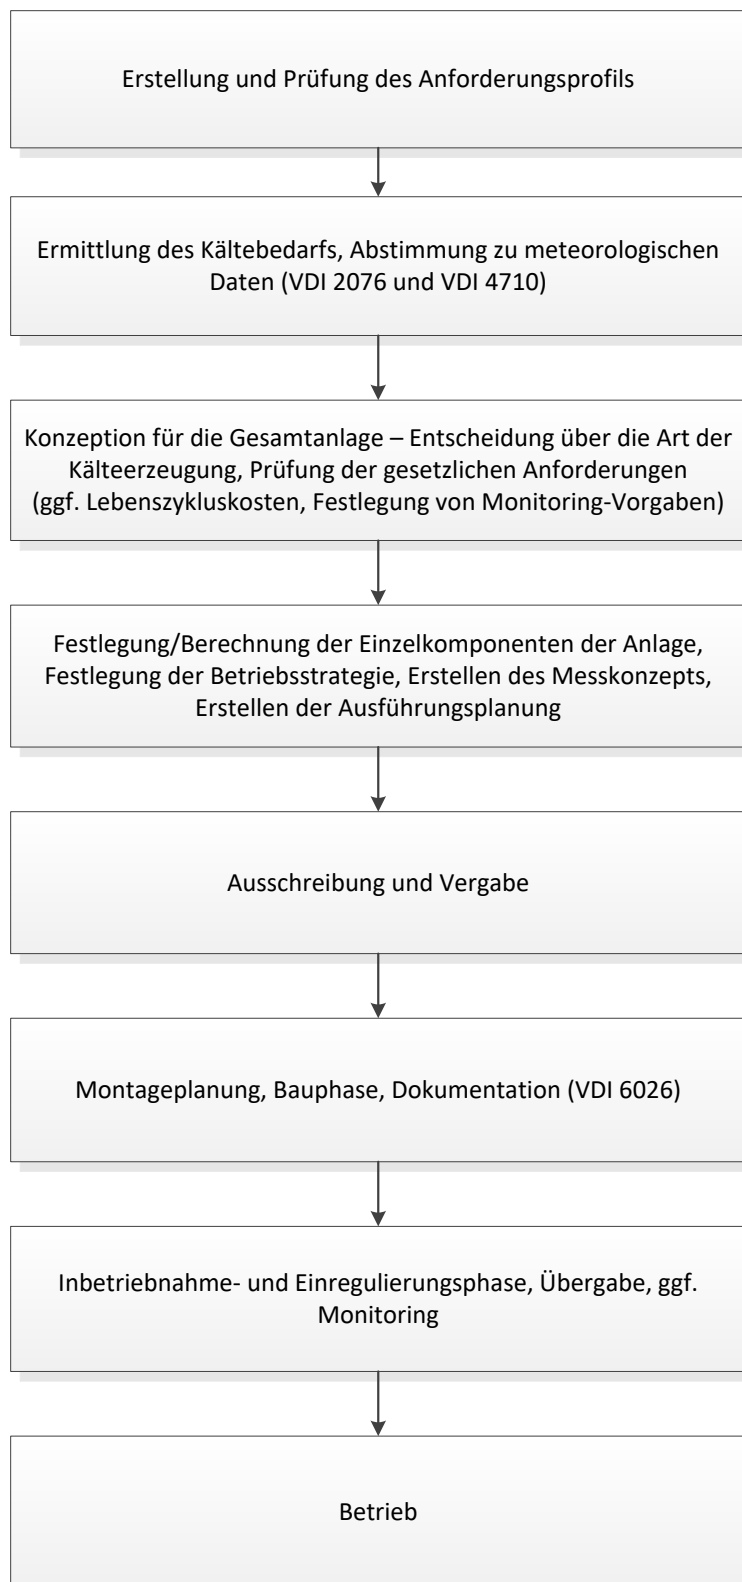 Erstellung und Prüfung des Anforderungsprofils
Ermittlung des Kältebedarfs, Abstimmung zu meteorologischen
Daten (VDI 2076 und VDI 4710)
Konzeption für die Gesamtanlage – Entscheidung über die Art der
Kälteerzeugung, Prüfung der gesetzlichen Anforderungen
(ggf. Lebenszykluskosten, Festlegung von Monitoring-Vorgaben)
Festlegung/Berechnung der Einzelkomponenten der Anlage,
Festlegung der Betriebsstrategie, Erstellen des Messkonzepts,
Erstellen der Ausführungsplanung
Ausschreibung und Vergabe
Montageplanung, Bauphase, Dokumentation (VDI 6026)
Inbetriebnahme- und Einregulierungsphase, Übergabe, ggf.
Monitoring
Betrieb